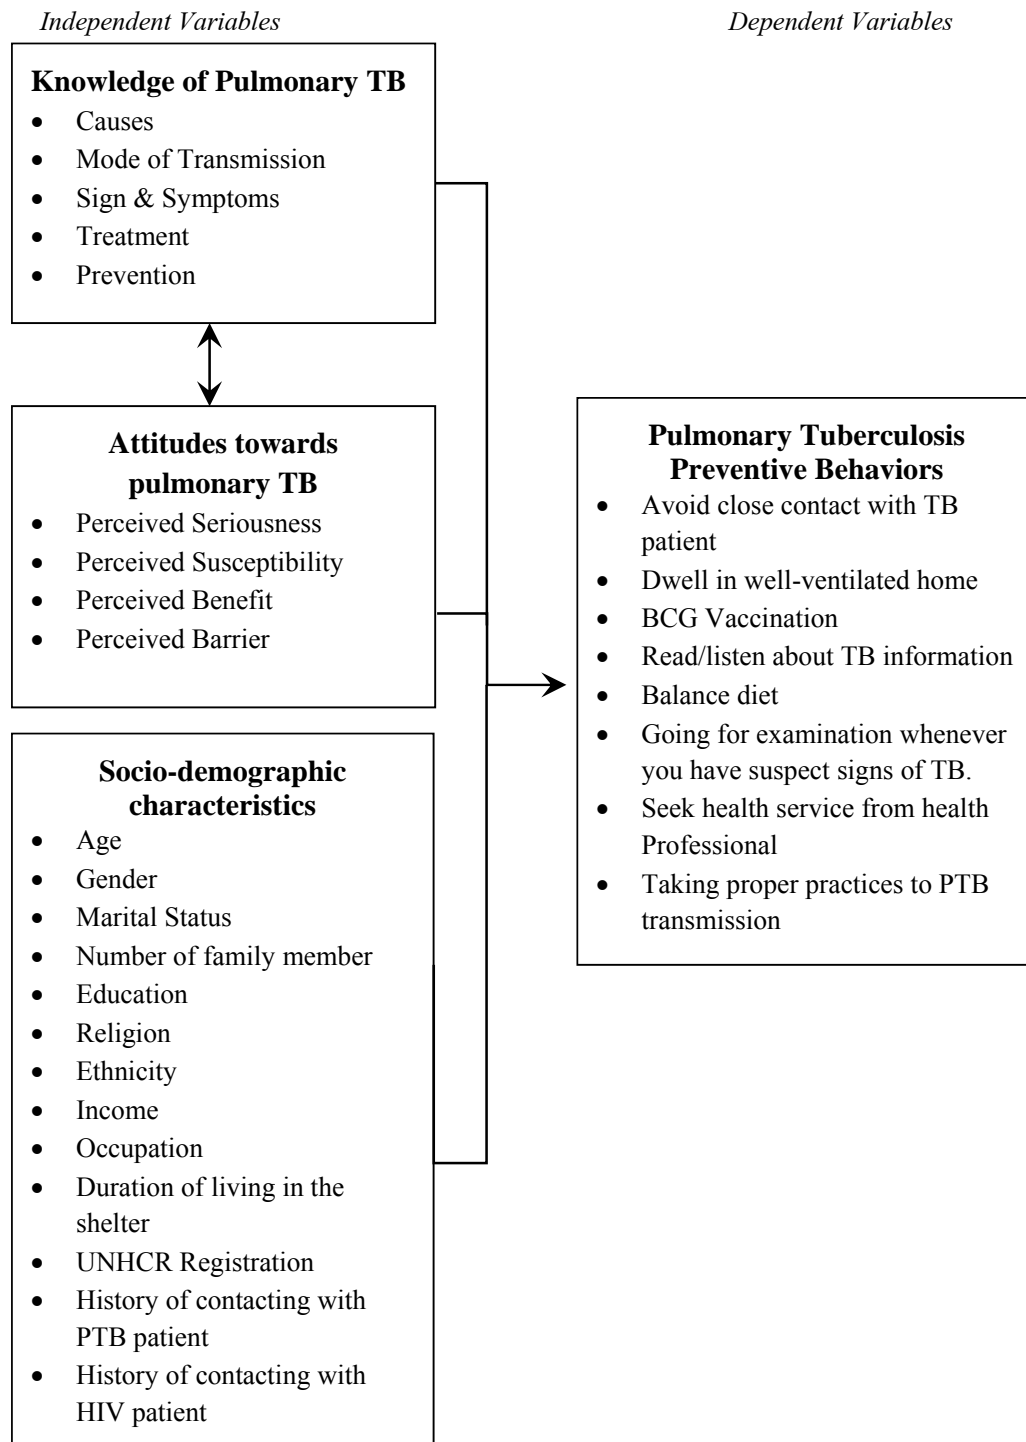 Independent Variables
Dependent Variables
Knowledge of Pulmonary TB
• Causes
• Mode of Transmission
• Sign & Symptoms
• Treatment
• Prevention
Attitudes towards
pulmonary TB
• Perceived Seriousness
• Perceived Susceptibility
• Perceived Benefit
• Perceived Barrier
Socio-demographic
characteristics
• Age
• Gender
• Marital Status
• Number of family member
• Education
• Religion
• Ethnicity
• Income
• Occupation
• Duration of living in the
shelter
• UNHCR Registration
• History of contacting with
PTB patient
• History of contacting with
HIV patient
Pulmonary Tuberculosis
Preventive Behaviors
• Avoid close contact with TB
patient
• Dwell in well-ventilated home
• BCG Vaccination
• Read/listen about TB information
• Balance diet
• Going for examination whenever
you have suspect signs of TB.
• Seek health service from health
Professional
• Taking proper practices to PTB
transmission